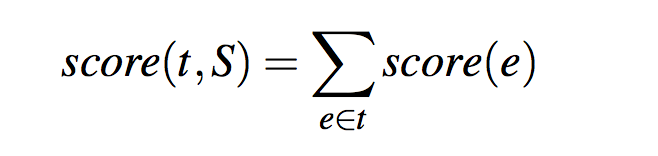 score(t,S) = ∑ score(e)
e∈t